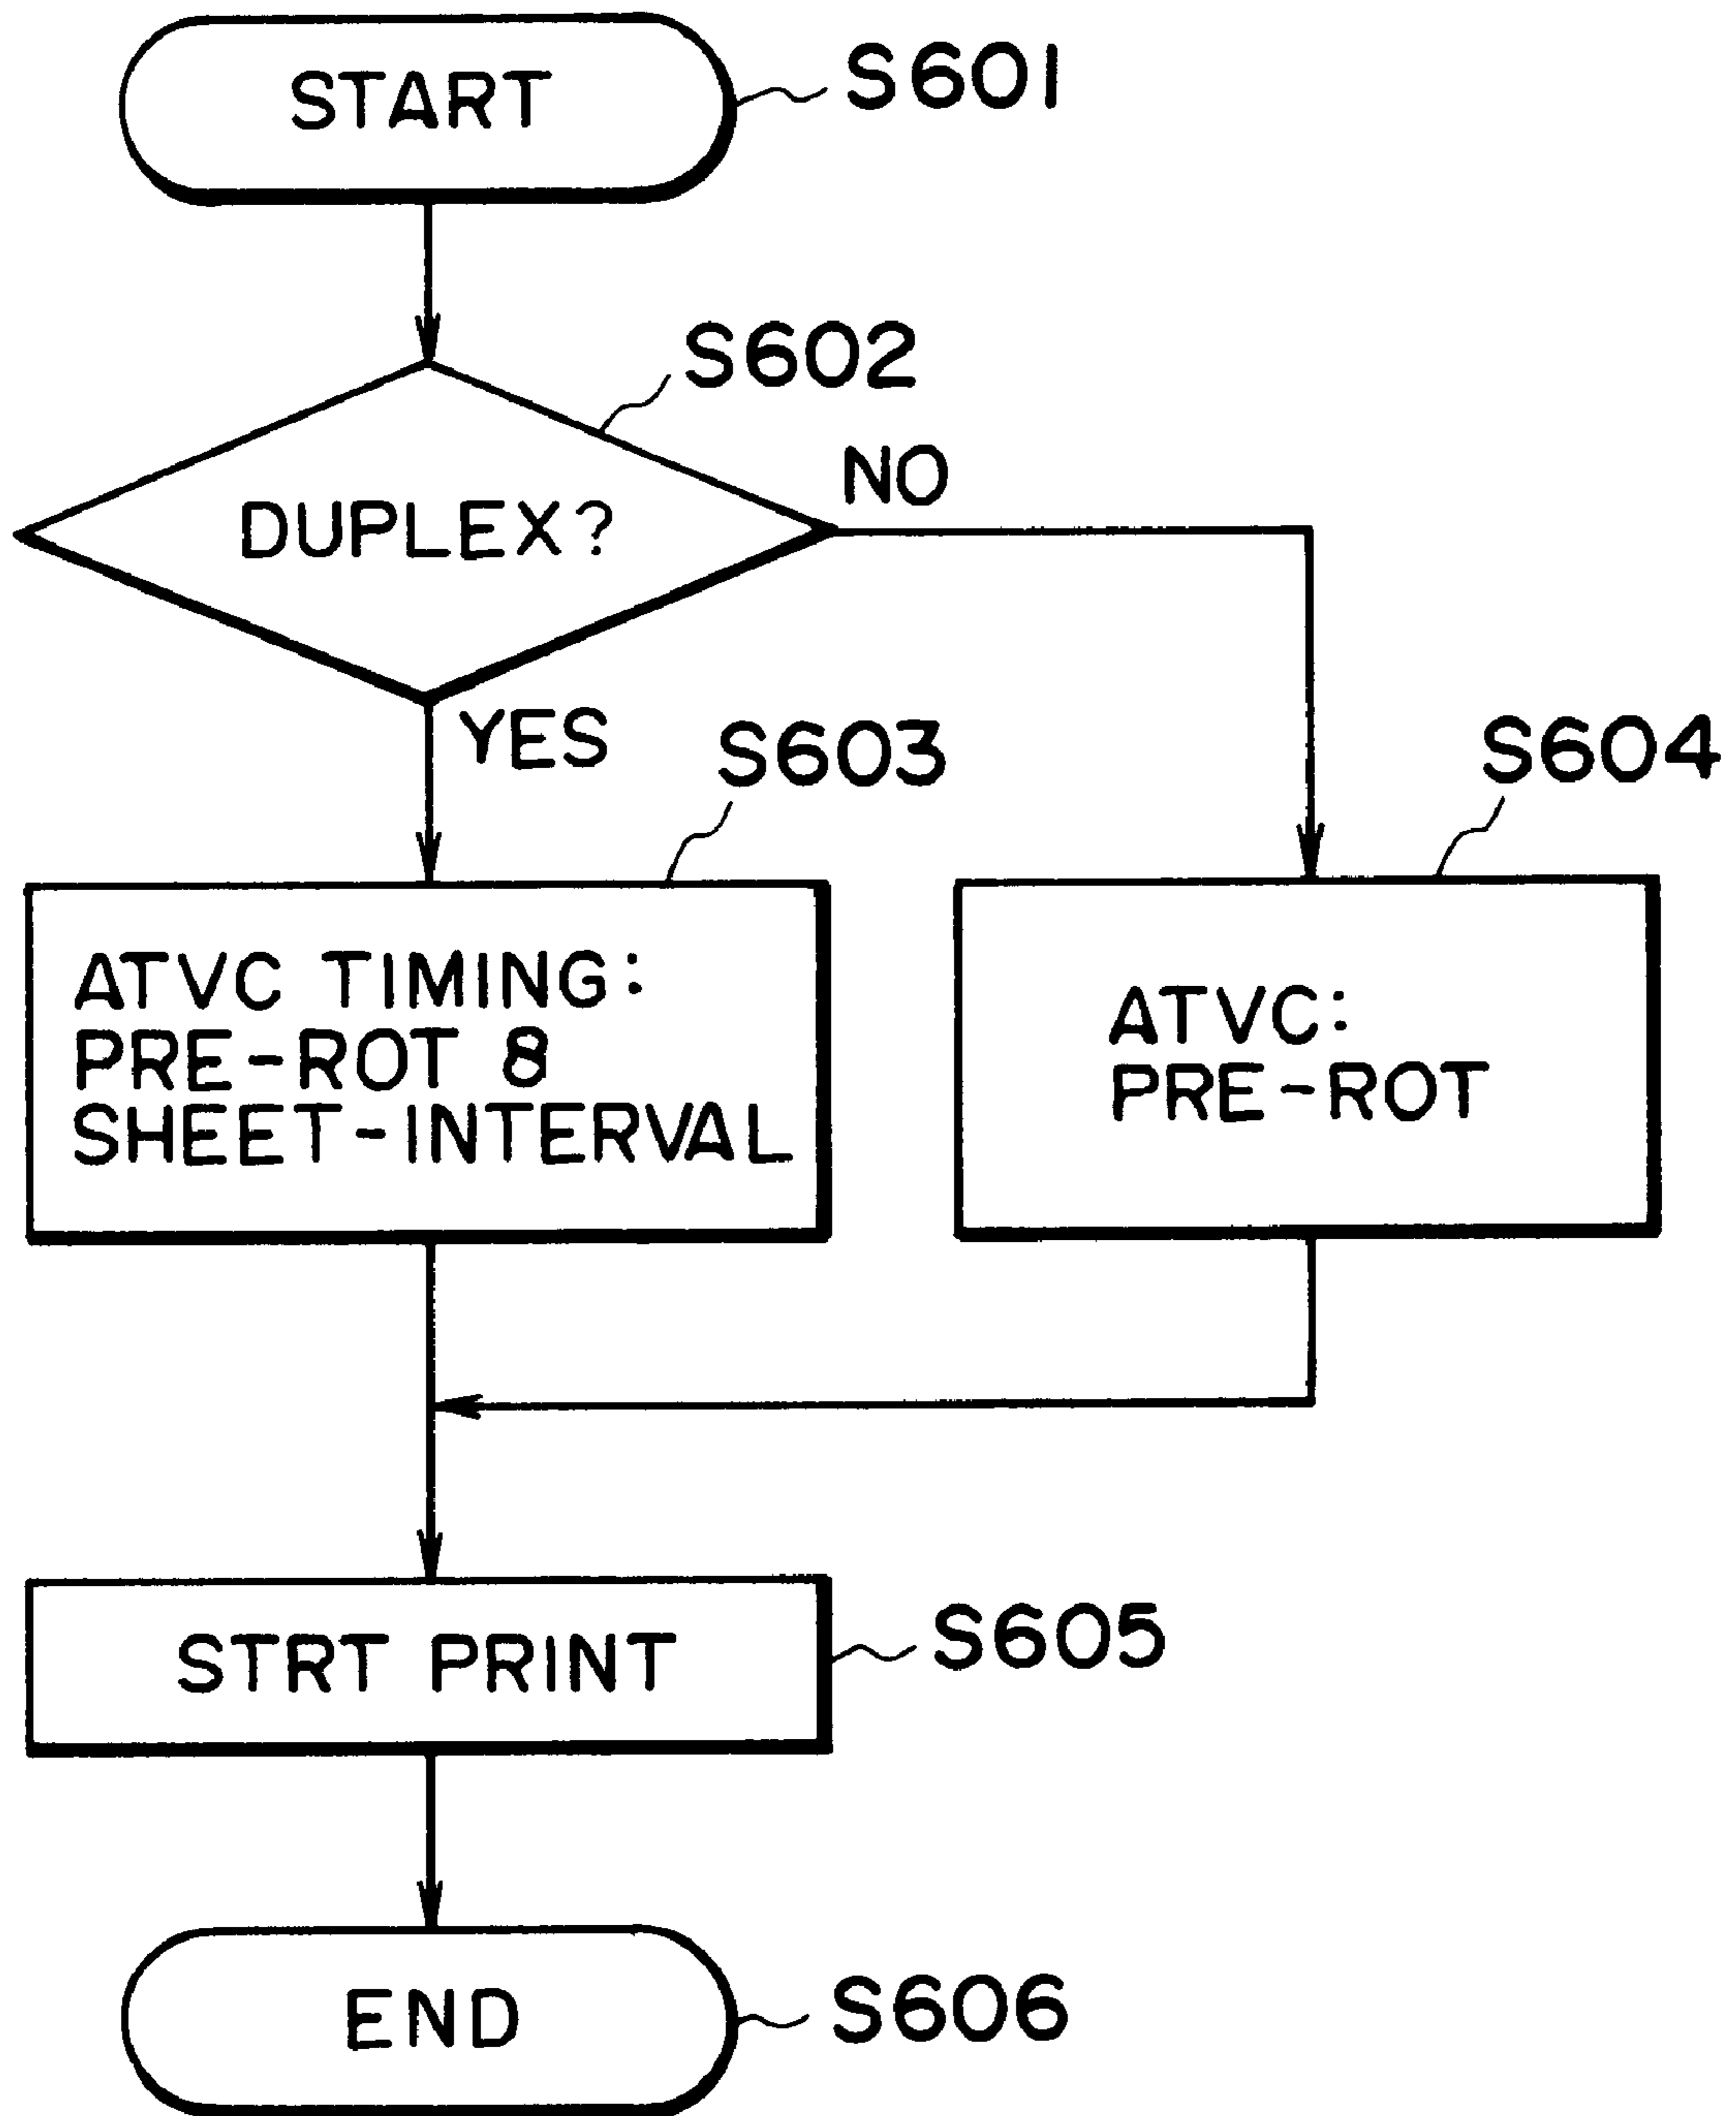 START
S601
S602
DUPLEX?
NO
YES
S603
S604
ATVC TIMING:
PRE-ROT &
SHEET-INTERVAL
ATVC:
PRE-ROT
STRT PRINT
S605
END
S606